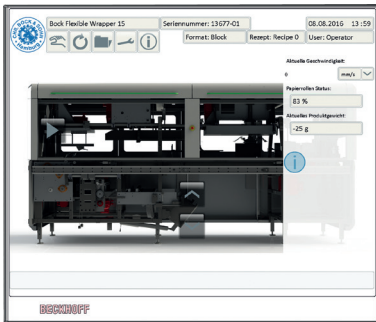 Bock Flexible Wrapper 15
Seriennummer: 13677-01
08.08.2016 13:59
Format: Block
Rezept: Recipe 0
User: Operator
Aktuelle Geschwindigkeit:
0
mm/s
Papierrollen Status:
83 %
Aktuelles Produktgewicht:
-25 g
BECKHOFF